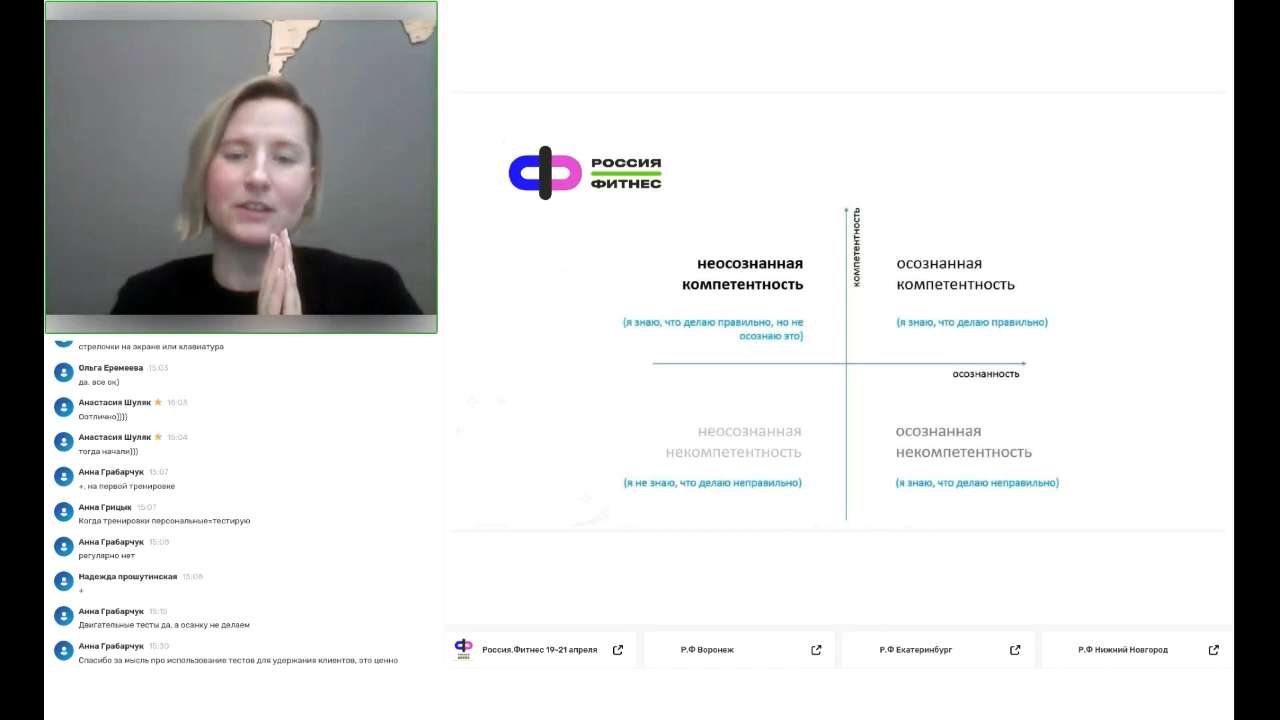 стрелочки на экране или клавиатура
Ольга Еремеева 15:03
да, все ок)
Анастасия Шуляк 15:03
Оотлично))))
Анастасия Шуляк 15:04
тогда начали)))
Анна Грабарчук 15:07
+, на первой тренировке
Анна Грицык 15:07
Когда тренировки персональные=тестирую
Анна Грабарчук 15:08
регулярно нет
Надежда прошутинская 15:08
+
Анна Грабарчук 15:15
Двигательные тесты да, а осанку не делаем
Анна Грабарчук 15:30
Спасибо за мысль про использование тестов для удержания клиентов, это ценно
РОССИЯ
ФИТНЕС
компетентность
неосознанная
компетентность
(я знаю, что делаю правильно, но не
осознаю это)
осознанная
компетентность
(я знаю, что делаю правильно)
осознанность
неосознанная
некомпетентность
(я не знаю, что делаю неправильно)
осознанная
некомпетентность
(я знаю, что делаю неправильно)
Россия.Фитнес 19-21 апреля
Р.Ф Воронеж
Р.Ф Екатеринбург
Р.Ф Нижний Новгород